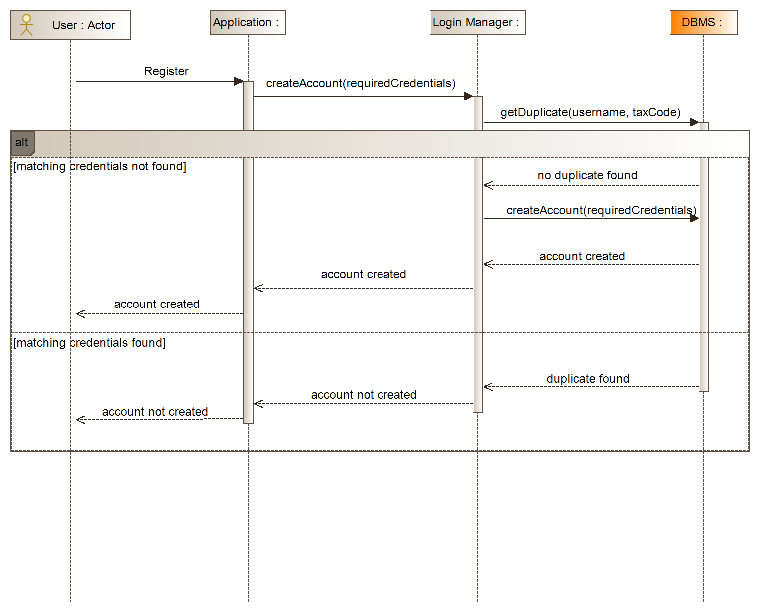 User : Actor
Application :
Login Manager :
DBMS :
Register
createAccount(requiredCredentials)
getDuplicate(username, taxCode)
alt
[matching credentials not found]
no duplicate found
createAccount(requiredCredentials)
account created
account created
account created
[matching credentials found]
duplicate found
account not created
account not created